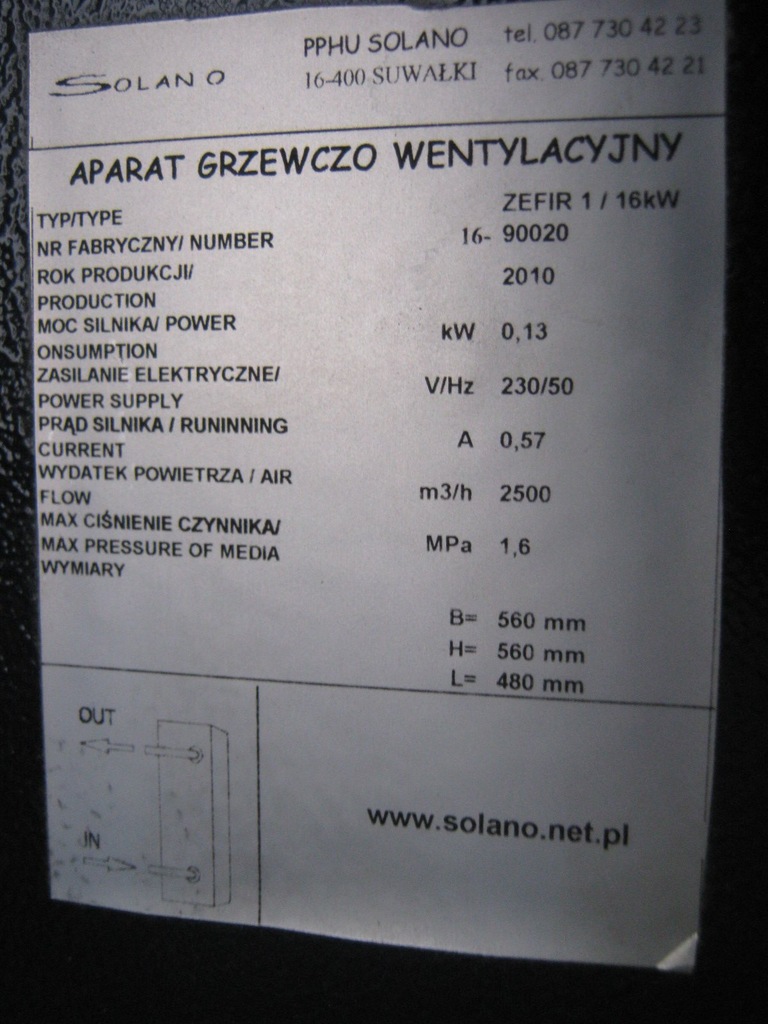 SOLANO
PPHU SOLANO tel. 087 730 42 23
16-400 SUWAŁKI fax. 087 730 42 21
APARAT GRZEWCZO WENTYLACYJNY
TYP/TYPE ZEFIR 1 / 16kW
NR FABRYCZNY/ NUMBER 16- 90020
ROK PRODUKCJI/ 2010
PRODUCTION
MOC SILNIKA/ POWER kW 0,13
ONSUMPTION
ZASILANIE ELEKTRYCZNE/ V/Hz 230/50
POWER SUPPLY
PRĄD SILNIKA / RUNINNING A 0,57
CURRENT
WYDATEK POWIETRZA / AIR m3/h 2500
FLOW
MAX CIŚNIENIE CZYNNIKA/ MPa 1,6
MAX PRESSURE OF MEDIA
WYMIARY
B= 560 mm
H= 560 mm
L= 480 mm
OUT
IN
www.solano.net.pl